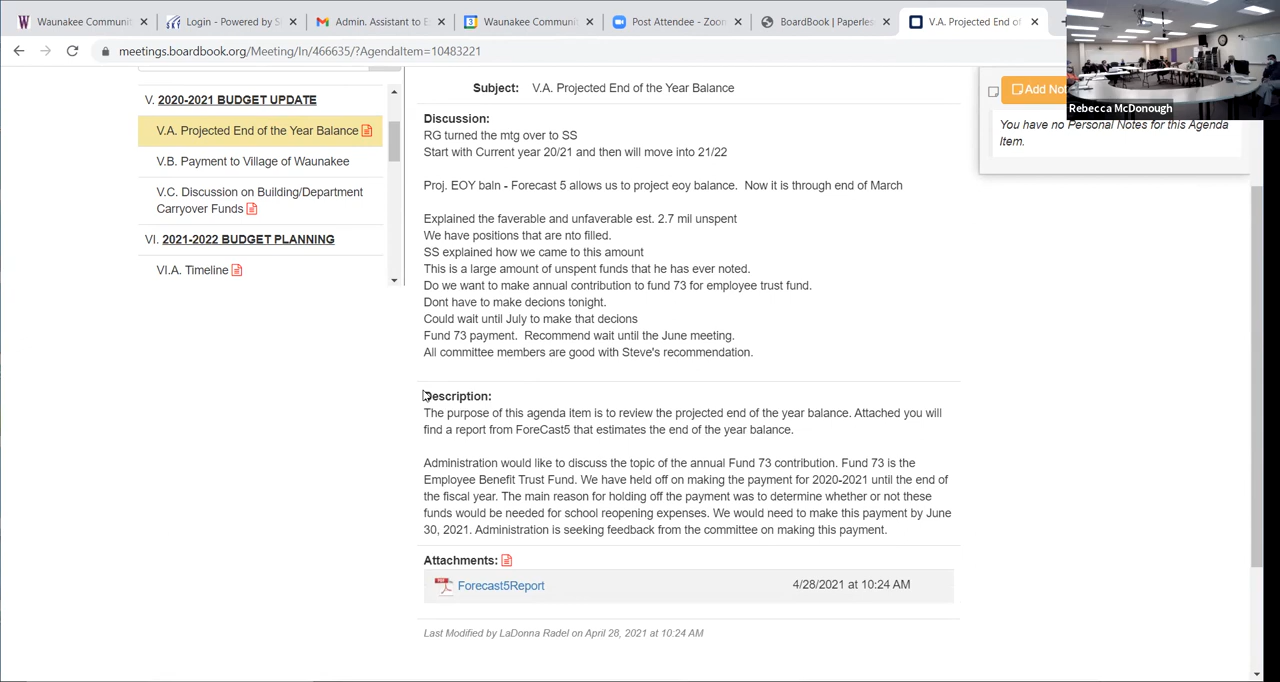 Waunakee Communi
Login - Powered by S
Admin. Assistant to E
Waunakee Communi
Post Attendee - Zoon
BoardBook | Paperles
V.A. Projected End of
meetings.boardbook.org/Meeting/In/466635/?AgendaItem=10483221
V. 2020-2021 BUDGET UPDATE
V.A. Projected End of the Year Balance
V.B. Payment to Village of Waunakee
V.C. Discussion on Building/Department
Carryover Funds
VI. 2021-2022 BUDGET PLANNING
VI.A. Timeline
Subject: V.A. Projected End of the Year Balance
Discussion:
RG turned the mtg over to SS
Start with Current year 20/21 and then will move into 21/22
Proj. EOY baln - Forecast 5 allows us to project eoy balance. Now it is through end of March
Explained the faverable and unfaverable est. 2.7 mil unspent
We have positions that are nto filled.
SS explained how we came to this amount
This is a large amount of unspent funds that he has ever noted.
Do we want to make annual contribution to fund 73 for employee trust fund.
Dont have to make decions tonight.
Could wait until July to make that decions
Fund 73 payment. Recommend wait until the June meeting.
All committee members are good with Steve's recommendation.
Description:
The purpose of this agenda item is to review the projected end of the year balance. Attached you will
find a report from ForeCast5 that estimates the end of the year balance.
Administration would like to discuss the topic of the annual Fund 73 contribution. Fund 73 is the
Employee Benefit Trust Fund. We have held off on making the payment for 2020-2021 until the end of
the fiscal year. The main reason for holding off the payment was to determine whether or not these
funds would be needed for school reopening expenses. We would need to make this payment by June
30, 2021. Administration is seeking feedback from the committee on making this payment.
Attachments:
Forecast5Report 4/28/2021 at 10:24 AM
Last Modified by LaDonna Radel on April 28, 2021 at 10:24 AM
Add Not
Rebecca McDonough
You have no Personal Notes for this Agenda
Item.